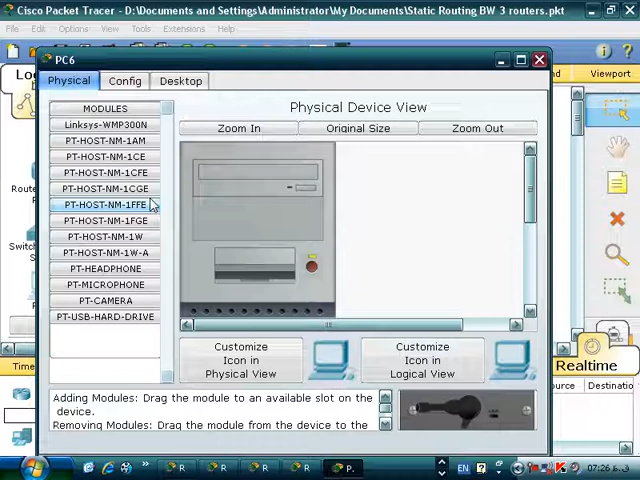 Cisco Packet Tracer - D:\Documents and Settings\Administrator\My Documents\Static Routing BW 3 routers.pkt
File Edit Options View Tools Extensions Help
PC6
Viewport
Physical Config Desktop
MODULES
Linksys-WMP300N
PT-HOST-NM-1AM
PT-HOST-NM-1CE
PT-HOST-NM-1CFE
PT-HOST-NM-1CGE
PT-HOST-NM-1FFE
PT-HOST-NM-1FGE
PT-HOST-NM-1W
PT-HOST-NM-1W-A
PT-HEADPHONE
PT-MICROPHONE
PT-CAMERA
PT-USB-HARD-DRIVE
Physical Device View
Zoom In Original Size Zoom Out
Customize
Icon in
Physical View
Customize
Icon in
Logical View
Adding Modules: Drag the module to an available slot on the
device.
Removing Modules: Drag the module from the device to the
Realtime
Time
R R R R P.
EN
07:26